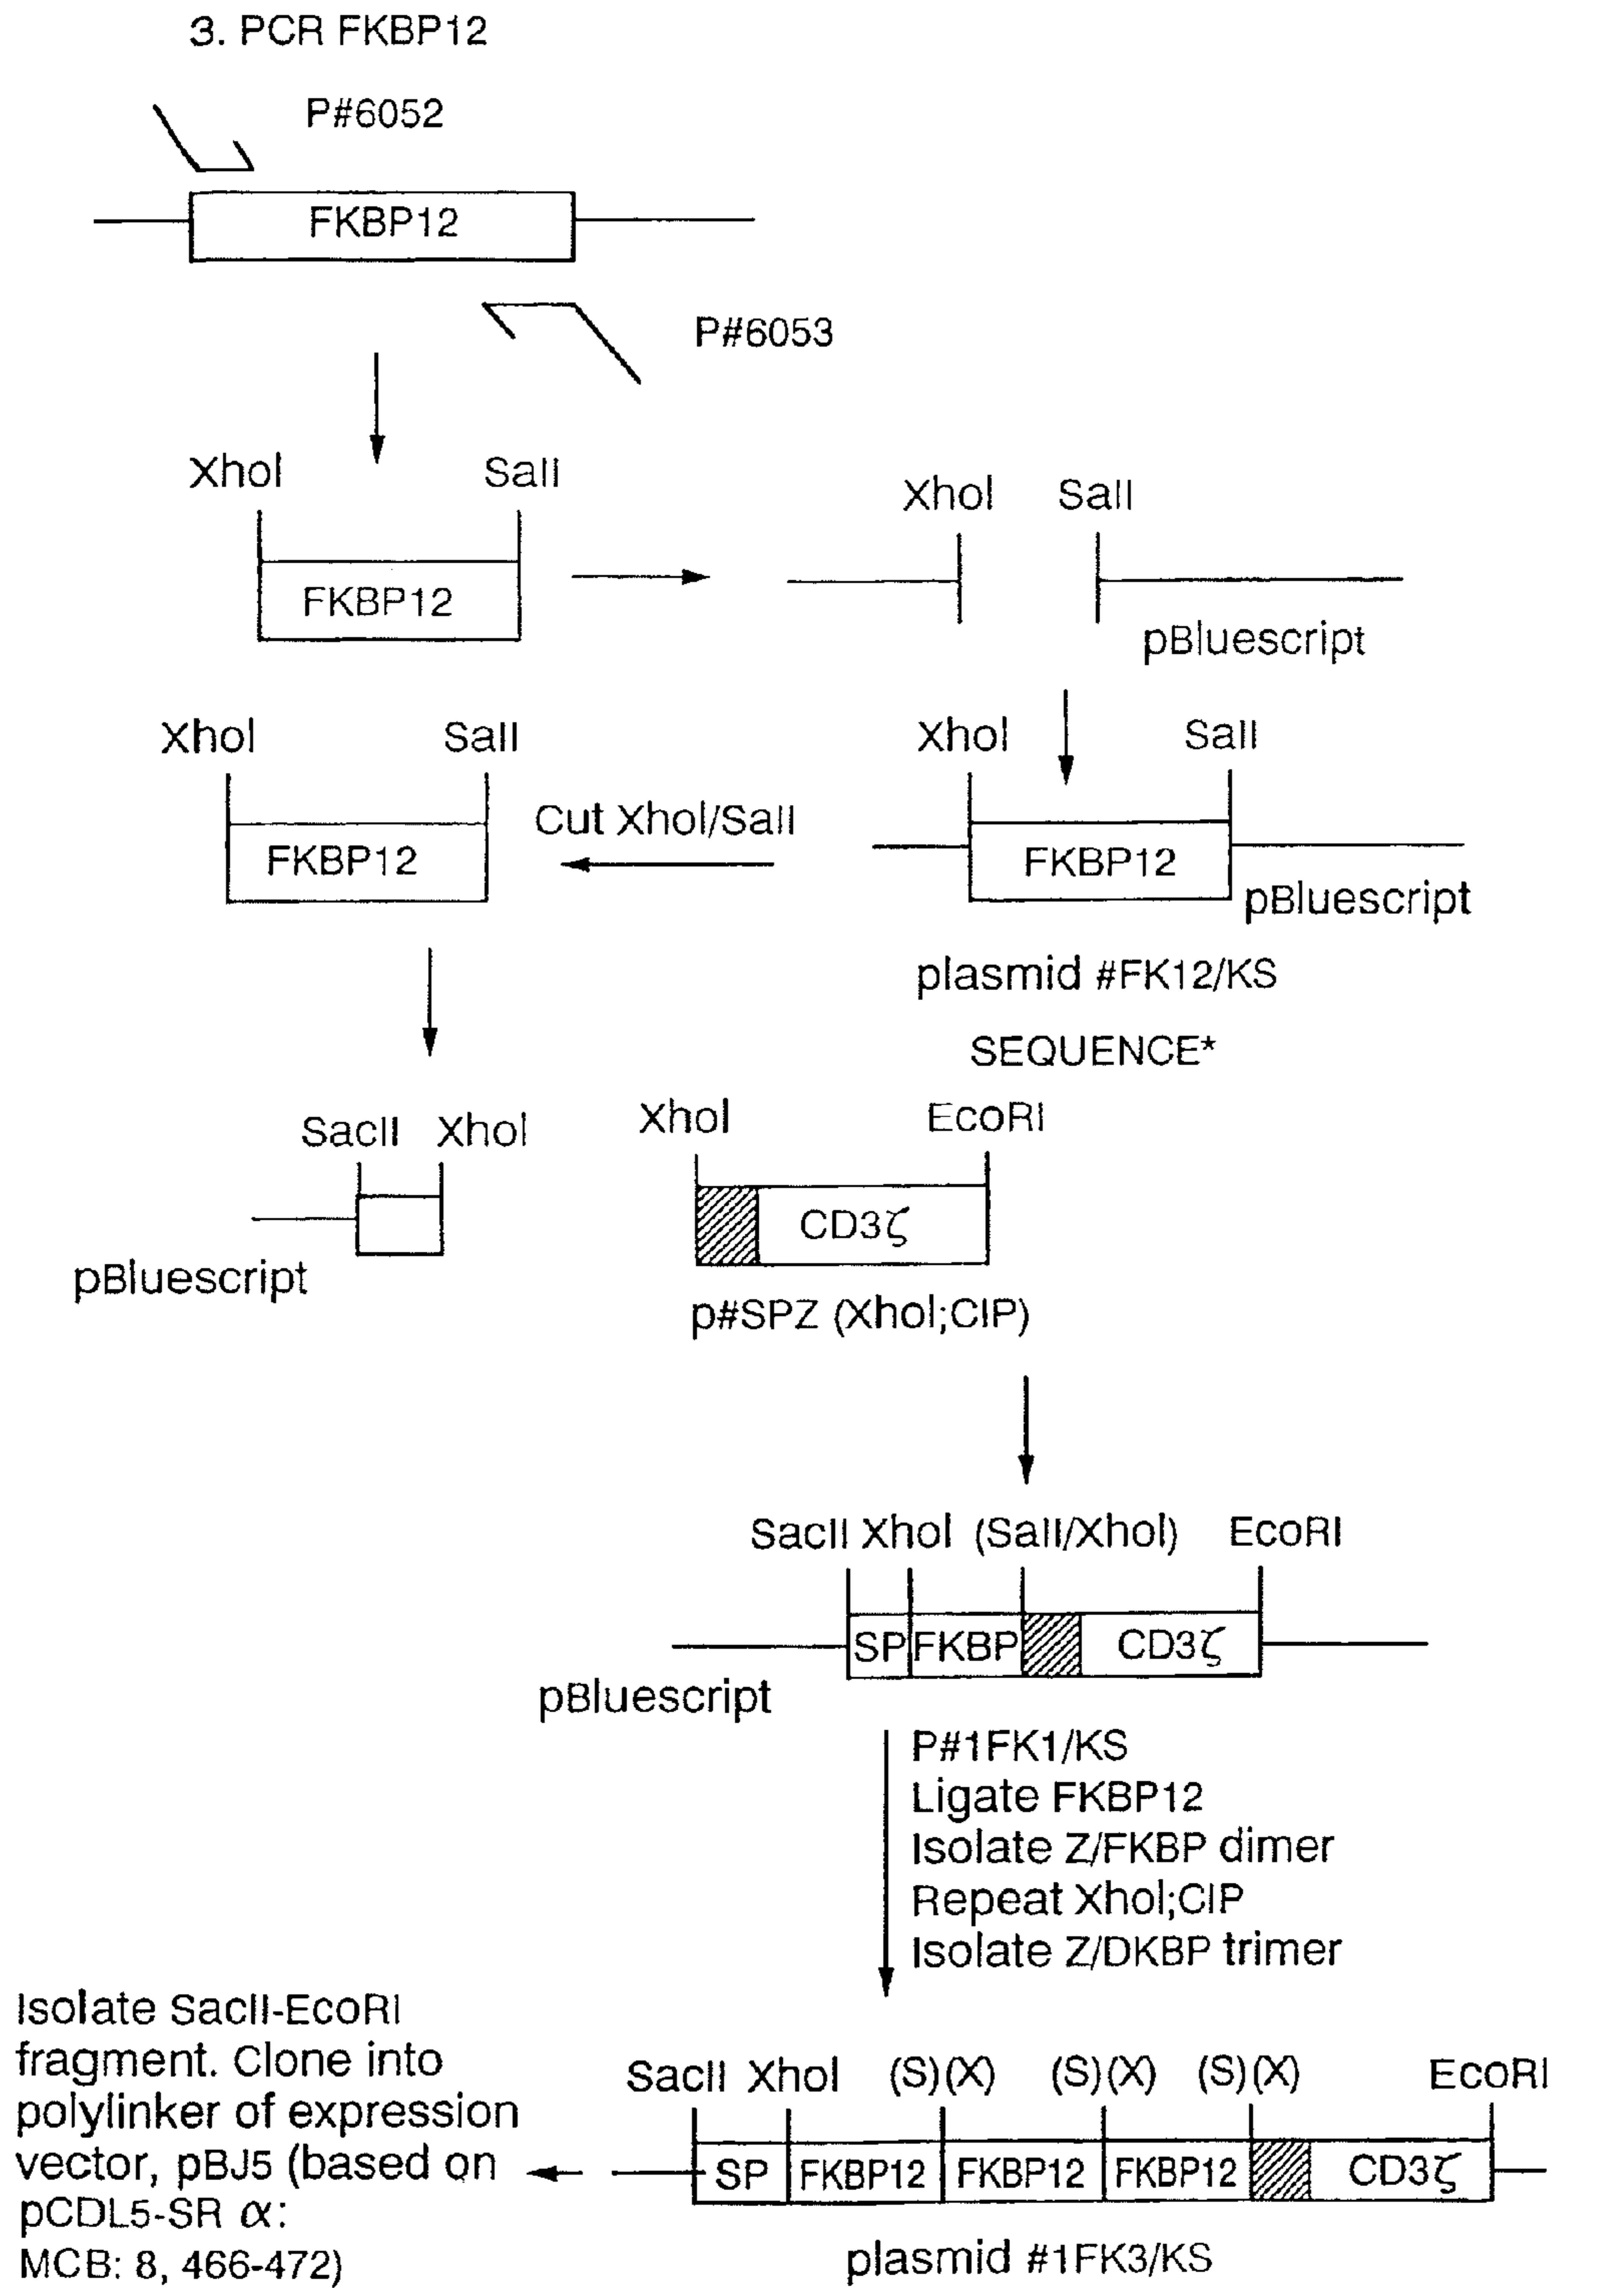 3. PCR FKBP12
P#6052
FKBP12
P#6053
XhoI SalI
FKBP12
XhoI SalI
pBluescript
XhoI SalI
FKBP12
Cut XhoI/SalI
XhoI SalI
FKBP12
pBluescript
plasmid #FK12/KS
SEQUENCE*
SacII XhoI
pBluescript
XhoI EcoRI
CD3ζ
p#SPZ (XhoI;CIP)
SacII XhoI (SalI/XhoI) EcoRI
SP FKBP CD3ζ
pBluescript
P#1FK1/KS
Ligate FKBP12
Isolate Z/FKBP dimer
Repeat XhoI;CIP
Isolate Z/DKBP trimer
SacII XhoI (S)(X) (S)(X) (S)(X) EcoRI
SP FKBP12 FKBP12 FKBP12 CD3ζ
plasmid #1FK3/KS
Isolate SacII-EcoRI
fragment. Clone into
polylinker of expression
vector, pBJ5 (based on
pCDL5-SR α:
MCB: 8, 466-472)